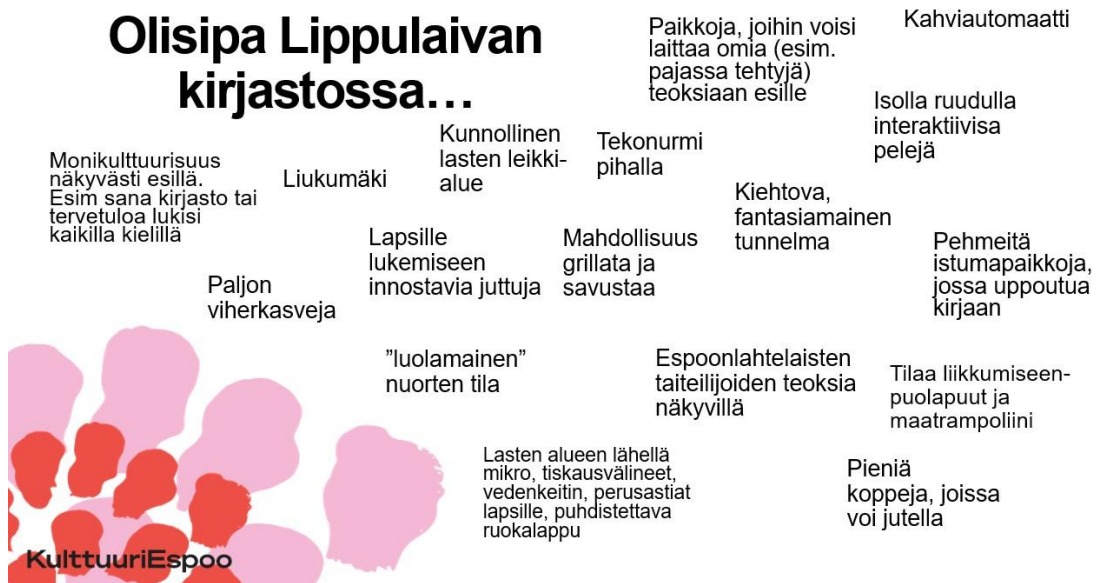 Olisipa Lippulaivan
kirjastossa…
Paikkoja, joihin voisi
laittaa omia (esim.
pajassa tehtyjä)
teoksiaan esille
Kahviautomaatti
Isolla ruudulla
interaktiivisa
pelejä
Monikulttuurisuus
näkyvästi esillä.
Esim sana kirjasto tai
tervetuloa lukisi
kaikilla kielillä
Liukumäki
Kunnollinen
lasten leikki-
alue
Tekonurmi
pihalla
Kiehtova,
fantasiamainen
tunnelma
Paljon
viherkasveja
Lapsille
lukemiseen
innostavia juttuja
Mahdollisuus
grillata ja
savustaa
Pehmeitä
istumapaikkoja,
jossa uppoutua
kirjaan
"luolamainen"
nuorten tila
Espoonlahtelaisten
taiteilijoiden teoksia
näkyvillä
Tilaa liikkumiseen-
puolapuut ja
maatrampoliini
Lasten alueen lähellä
mikro, tiskausvälineet,
vedenkeitin, perusastiat
lapsille, puhdistettava
ruokalappu
Pieniä
koppeja, joissa
voi jutella
KulttuuriEspoo